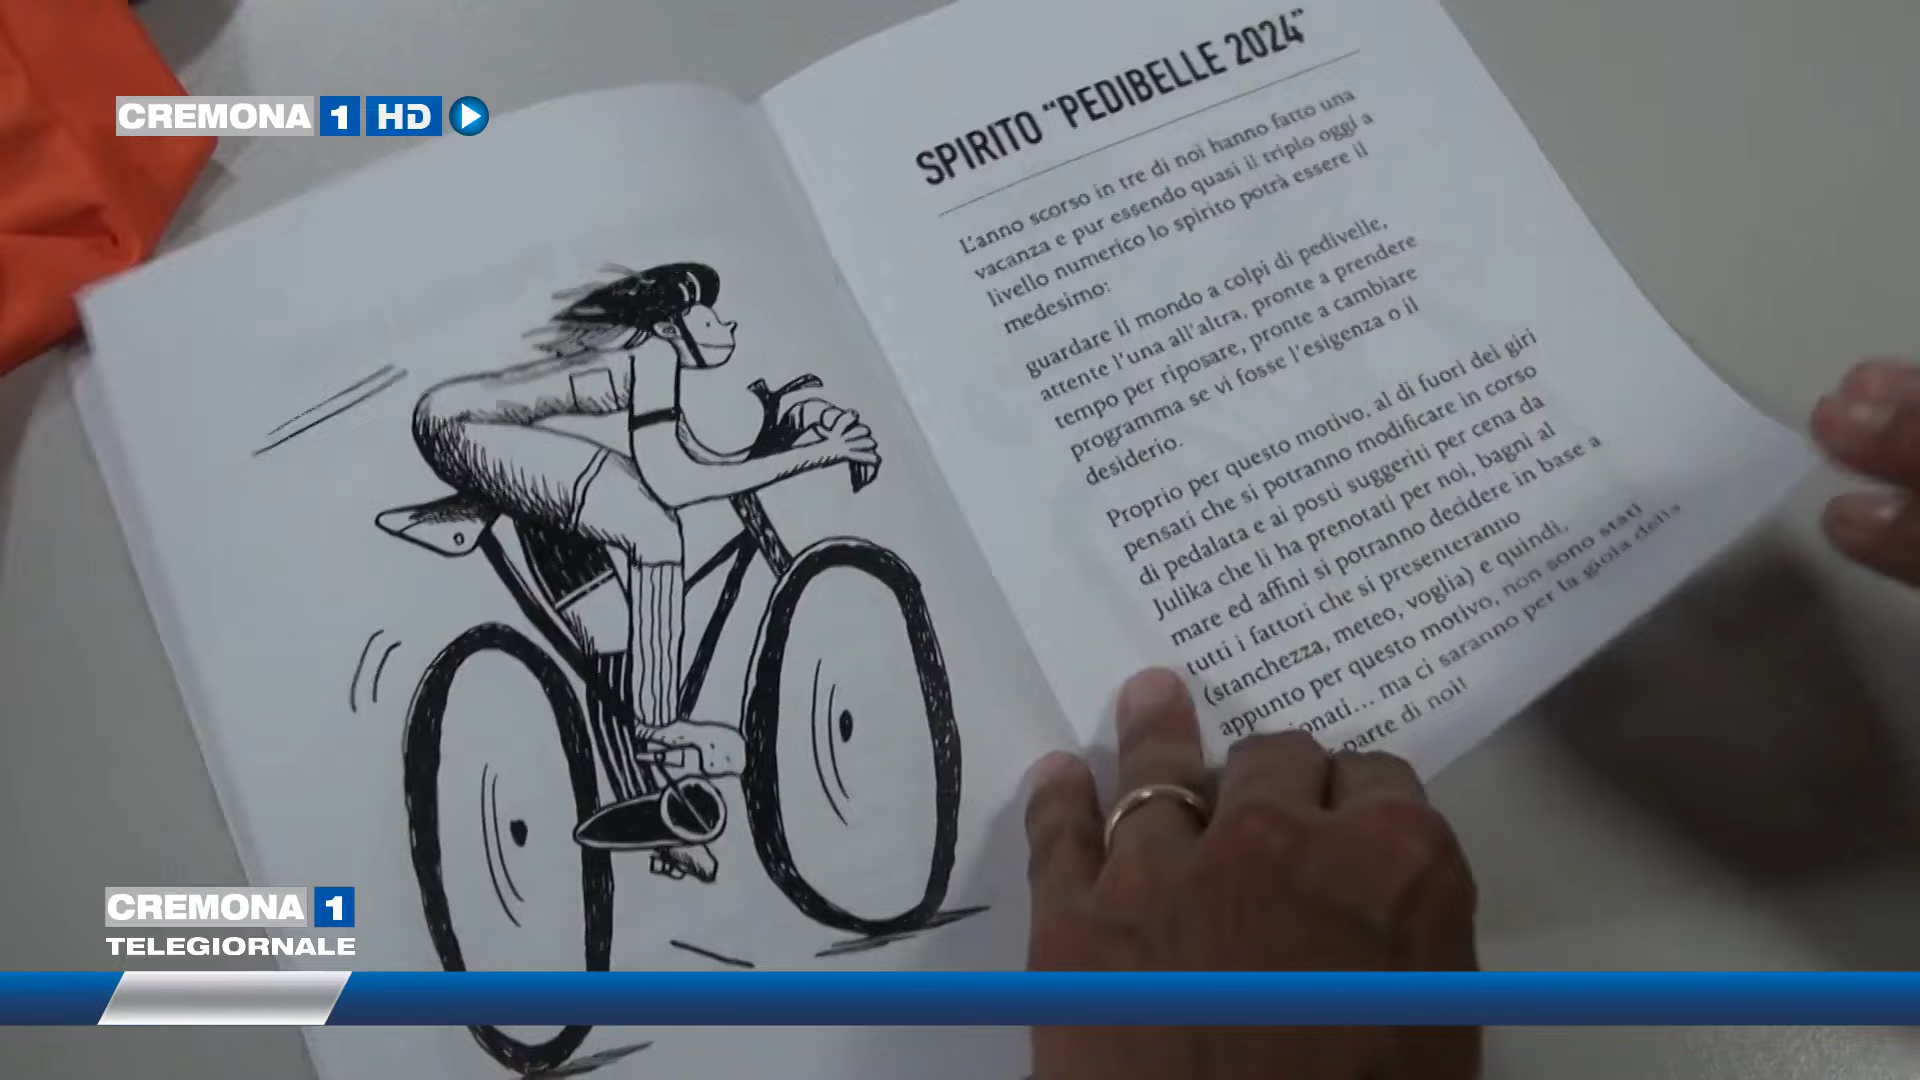 CREMONA 1 HD
SPIRITO “PEDIBELLE 2024”
L'anno scorso in tre di noi hanno fatto una
vacanza e pur essendo quasi il triplo oggi a
livello numerico lo spirito potrà essere il
medesimo:
guardare il mondo a colpi di pedivelle,
attente l'una all'altra, pronte a prendere
tempo per riposare, pronte a cambiare
programma se vi fosse l'esigenza o il
desiderio.
Proprio per questo motivo, al di fuori dei giri
pensati che si potranno modificare in corso
di pedalata e ai posti suggeriti per cena da
Julika che li ha prenotati per noi, bagni al
mare ed affini si potranno decidere in base a
tutti i fattori che si presenteranno
(stanchezza, meteo, voglia) e quindi,
appunto per questo motivo, non sono stati
ionati... ma ci saranno per la gioia della
parte di noi!
CREMONA 1
TELEGIORNALE